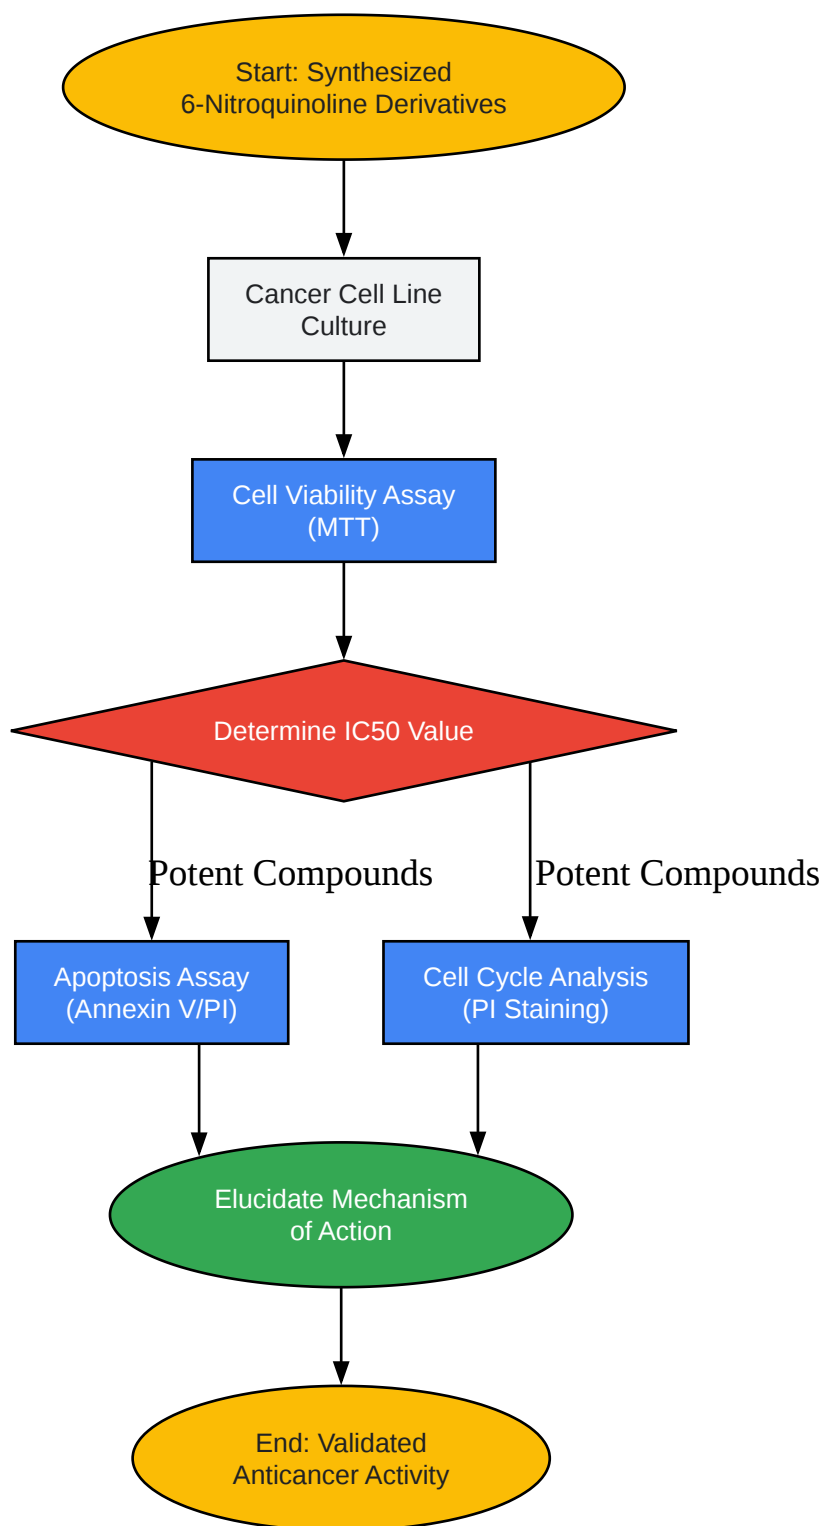 Start: Synthesized
6-Nitroquinoline Derivatives
Cancer Cell Line
Culture
Cell Viability Assay
(MTT)
Determine IC50 Value
Potent Compounds
Potent Compounds
Apoptosis Assay
(Annexin V/PI)
Cell Cycle Analysis
(PI Staining)
Elucidate Mechanism
of Action
End: Validated
Anticancer Activity